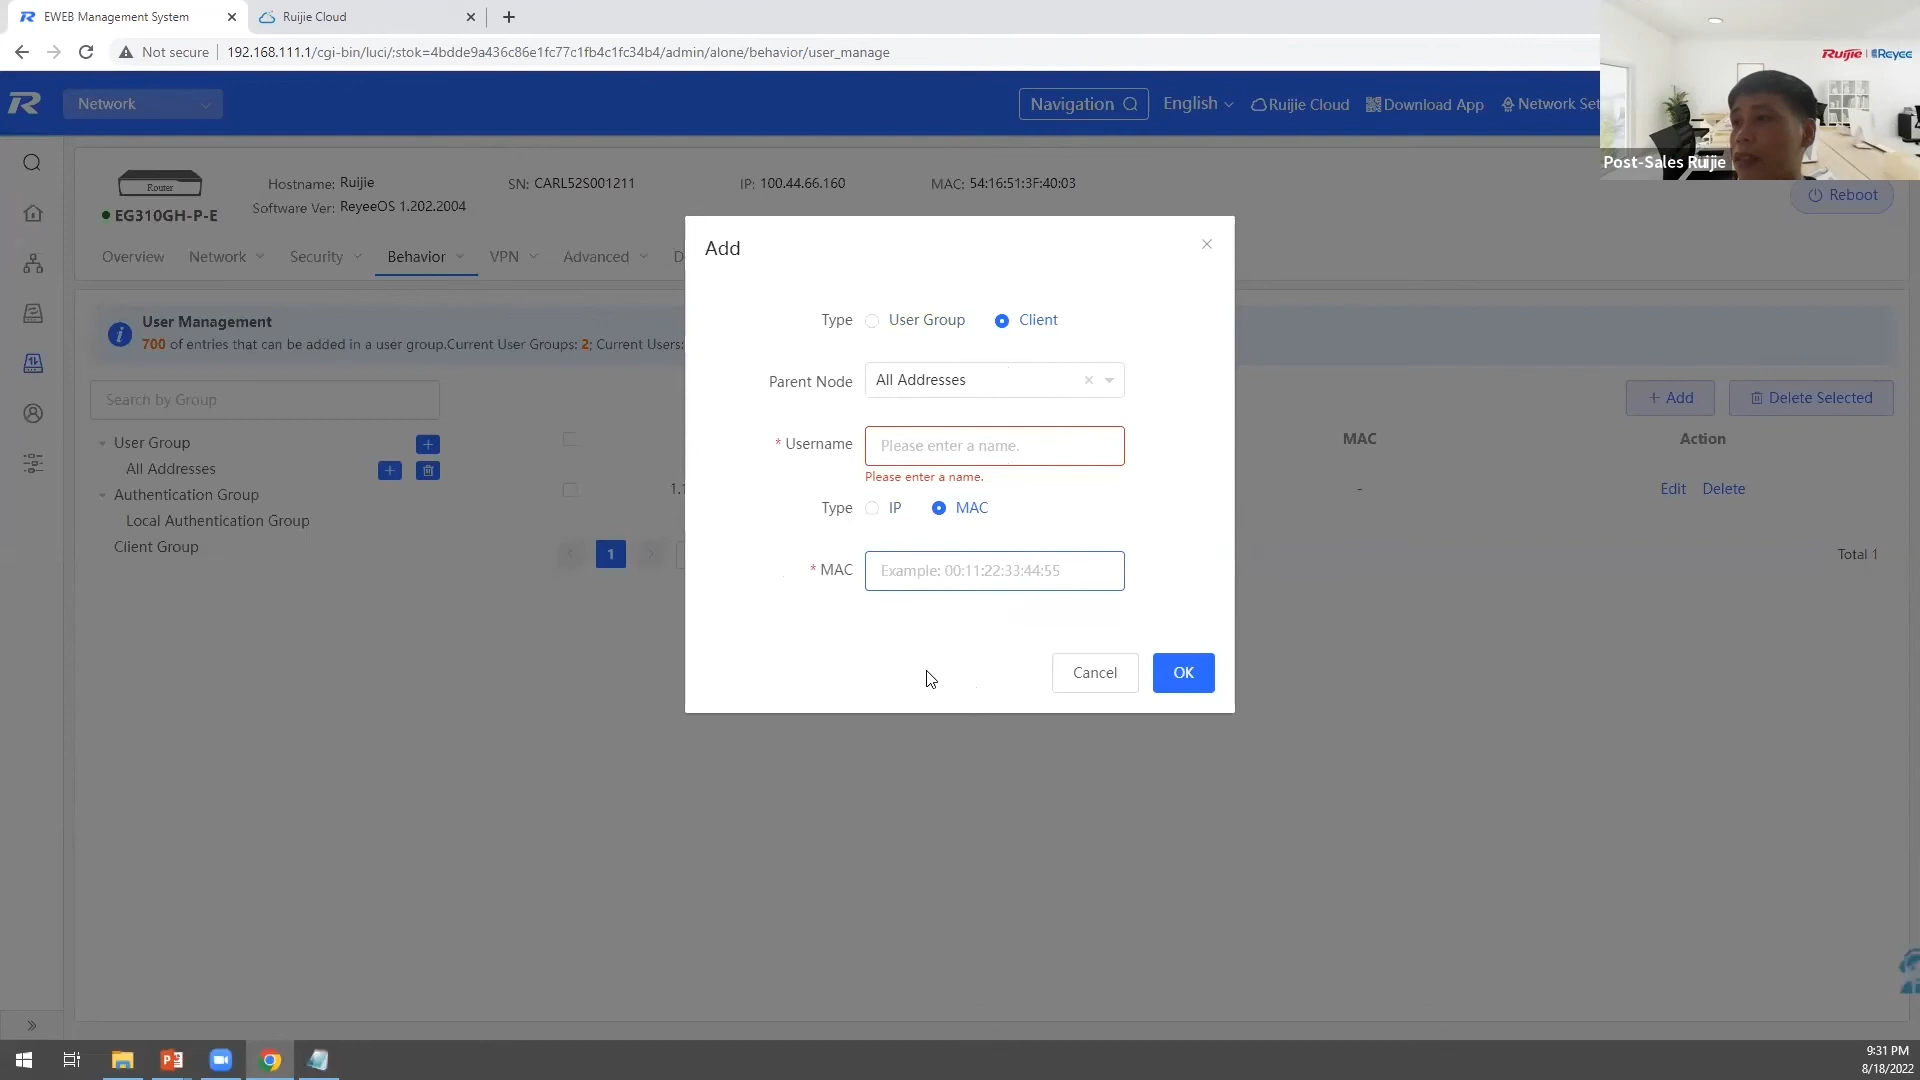 EWEB Management System
Ruijie Cloud
Not secure
192.168.111.1/cgi-bin/luci/;stok=4bdde9a436c86e1fc77c1fb4c1fc34b4/admin/alone/behavior/user_manage
Ruijie | Reyee
Network
Navigation
English
Ruijie Cloud
Download App
Network Set
Post-Sales Ruijie
Router
EG310GH-P-E
Hostname: Ruijie
SN: CARL52S001211
IP: 100.44.66.160
MAC: 54:16:51:3F:40:03
Software Ver: ReyeeOS 1.202.2004
Reboot
Overview
Network
Security
Behavior
VPN
Advanced
D
User Management
700 of entries that can be added in a user group.Current User Groups: 2; Current Users:
Search by Group
Add
Delete Selected
User Group
All Addresses
Authentication Group
Local Authentication Group
Client Group
MAC
Action
1.1
-
Edit
Delete
1
Total 1
Add
Type
User Group
Client
Parent Node
All Addresses
* Username
Please enter a name.
Please enter a name.
Type
IP
MAC
* MAC
Example: 00:11:22:33:44:55
Cancel
OK
9:31 PM
8/18/2022